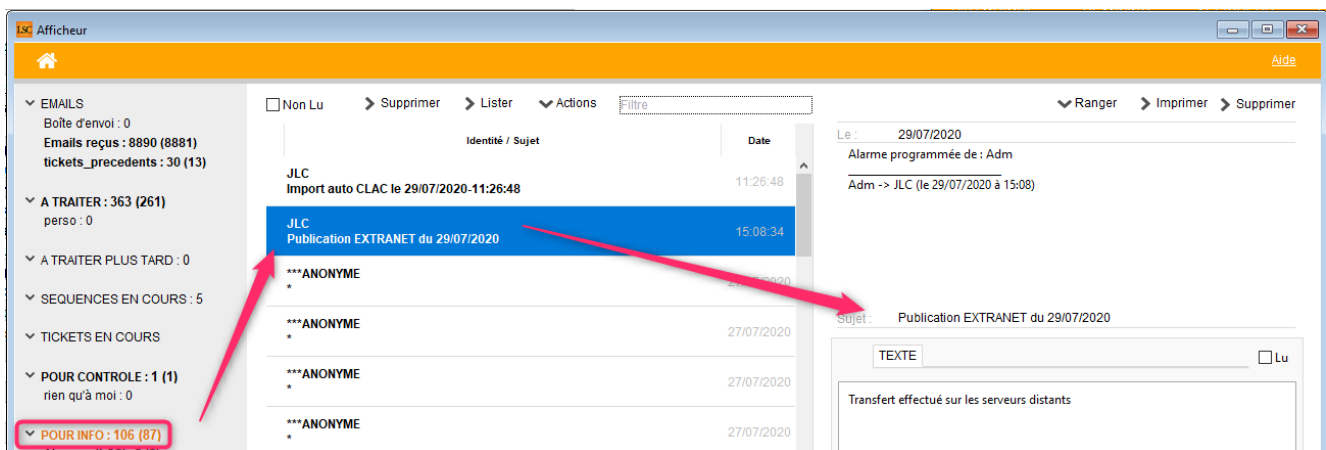 LSC Afficheur
Aide
EMAILS
Boîte d'envoi : 0
Emails reçus : 8890 (8881)
tickets_precedents : 30 (13)
A TRAITER : 363 (261)
perso : 0
A TRAITER PLUS TARD : 0
SEQUENCES EN COURS : 5
TICKETS EN COURS
POUR CONTROLE : 1 (1)
rien qu'à moi : 0
POUR INFO : 106 (87)
Non Lu Supprimer Lister Actions Filtre
Identité / Sujet Date
JLC
Import auto CLAC le 29/07/2020-11:26:48 11:26:48
JLC
Publication EXTRANET du 29/07/2020 15:08:34
***ANONYME
* 27/07/2020
***ANONYME
* 27/07/2020
***ANONYME
* 27/07/2020
***ANONYME
* 27/07/2020
Ranger Imprimer Supprimer
Le : 29/07/2020
Alarme programmée de : Adm
Adm -> JLC (le 29/07/2020 à 15:08)
Sujet : Publication EXTRANET du 29/07/2020
TEXTE Lu
Transfert effectué sur les serveurs distants